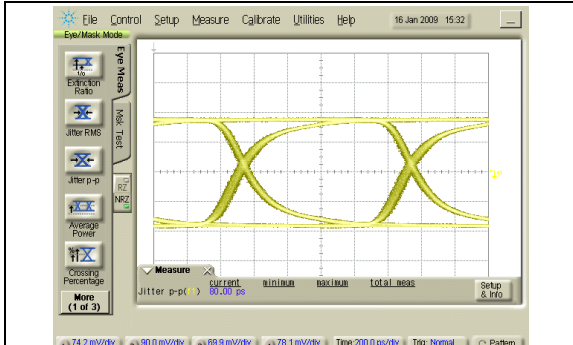 File Control Setup Measure Calibrate Utilities Help 16 Jan 2009 15:32
Eye/Mask Mode
Extinction
Ratio
Jitter RMS
Jitter p-p
Average
Power
Crossing
Percentage
More
(1 of 3)
Eye Meas
Msk Test
RZ
NRZ
Measure
current minimum maximum total meas
Jitter p-p( ) 80.00 ps
Setup
& Info
74.2 mV/div 90.0 mV/div 69.9 mV/div 78.1 mV/div Time:200.0 ps/div Trig: Normal Pattern